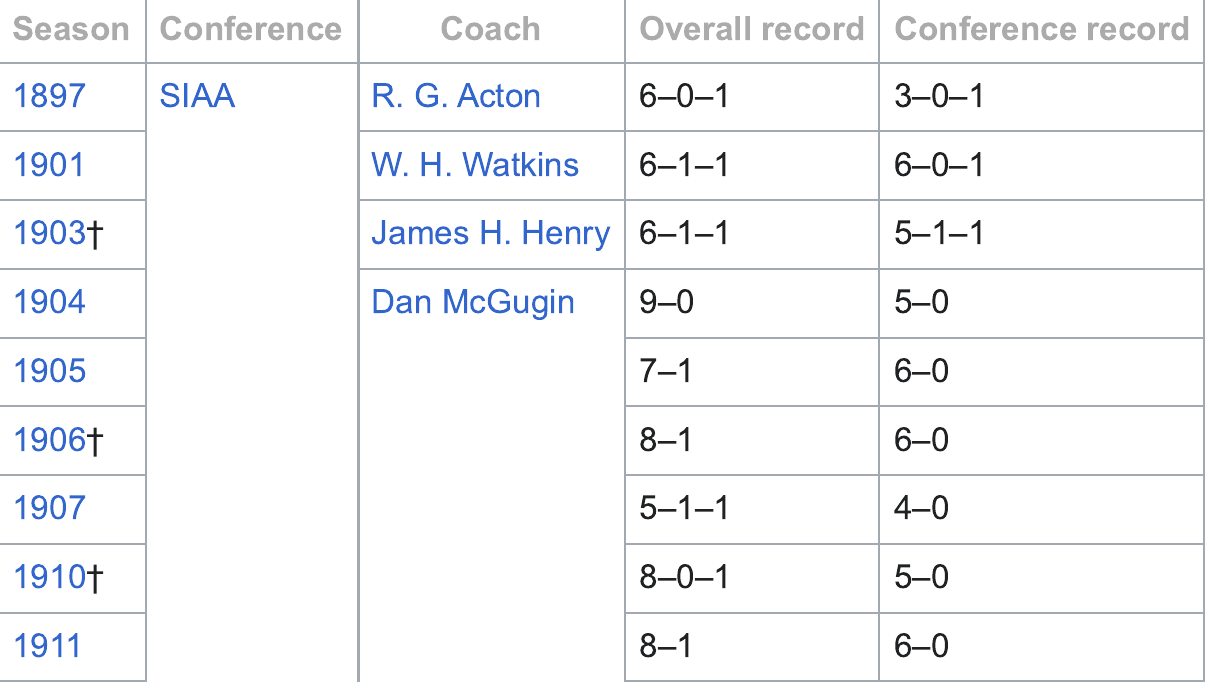 Season Conference Coach Overall record Conference record
1897 SIAA R. G. Acton 6–0–1 3–0–1
1901 W. H. Watkins 6–1–1 6–0–1
1903† James H. Henry 6–1–1 5–1–1
1904 Dan McGugin 9–0 5–0
1905 7–1 6–0
1906† 8–1 6–0
1907 5–1–1 4–0
1910† 8–0–1 5–0
1911 8–1 6–0